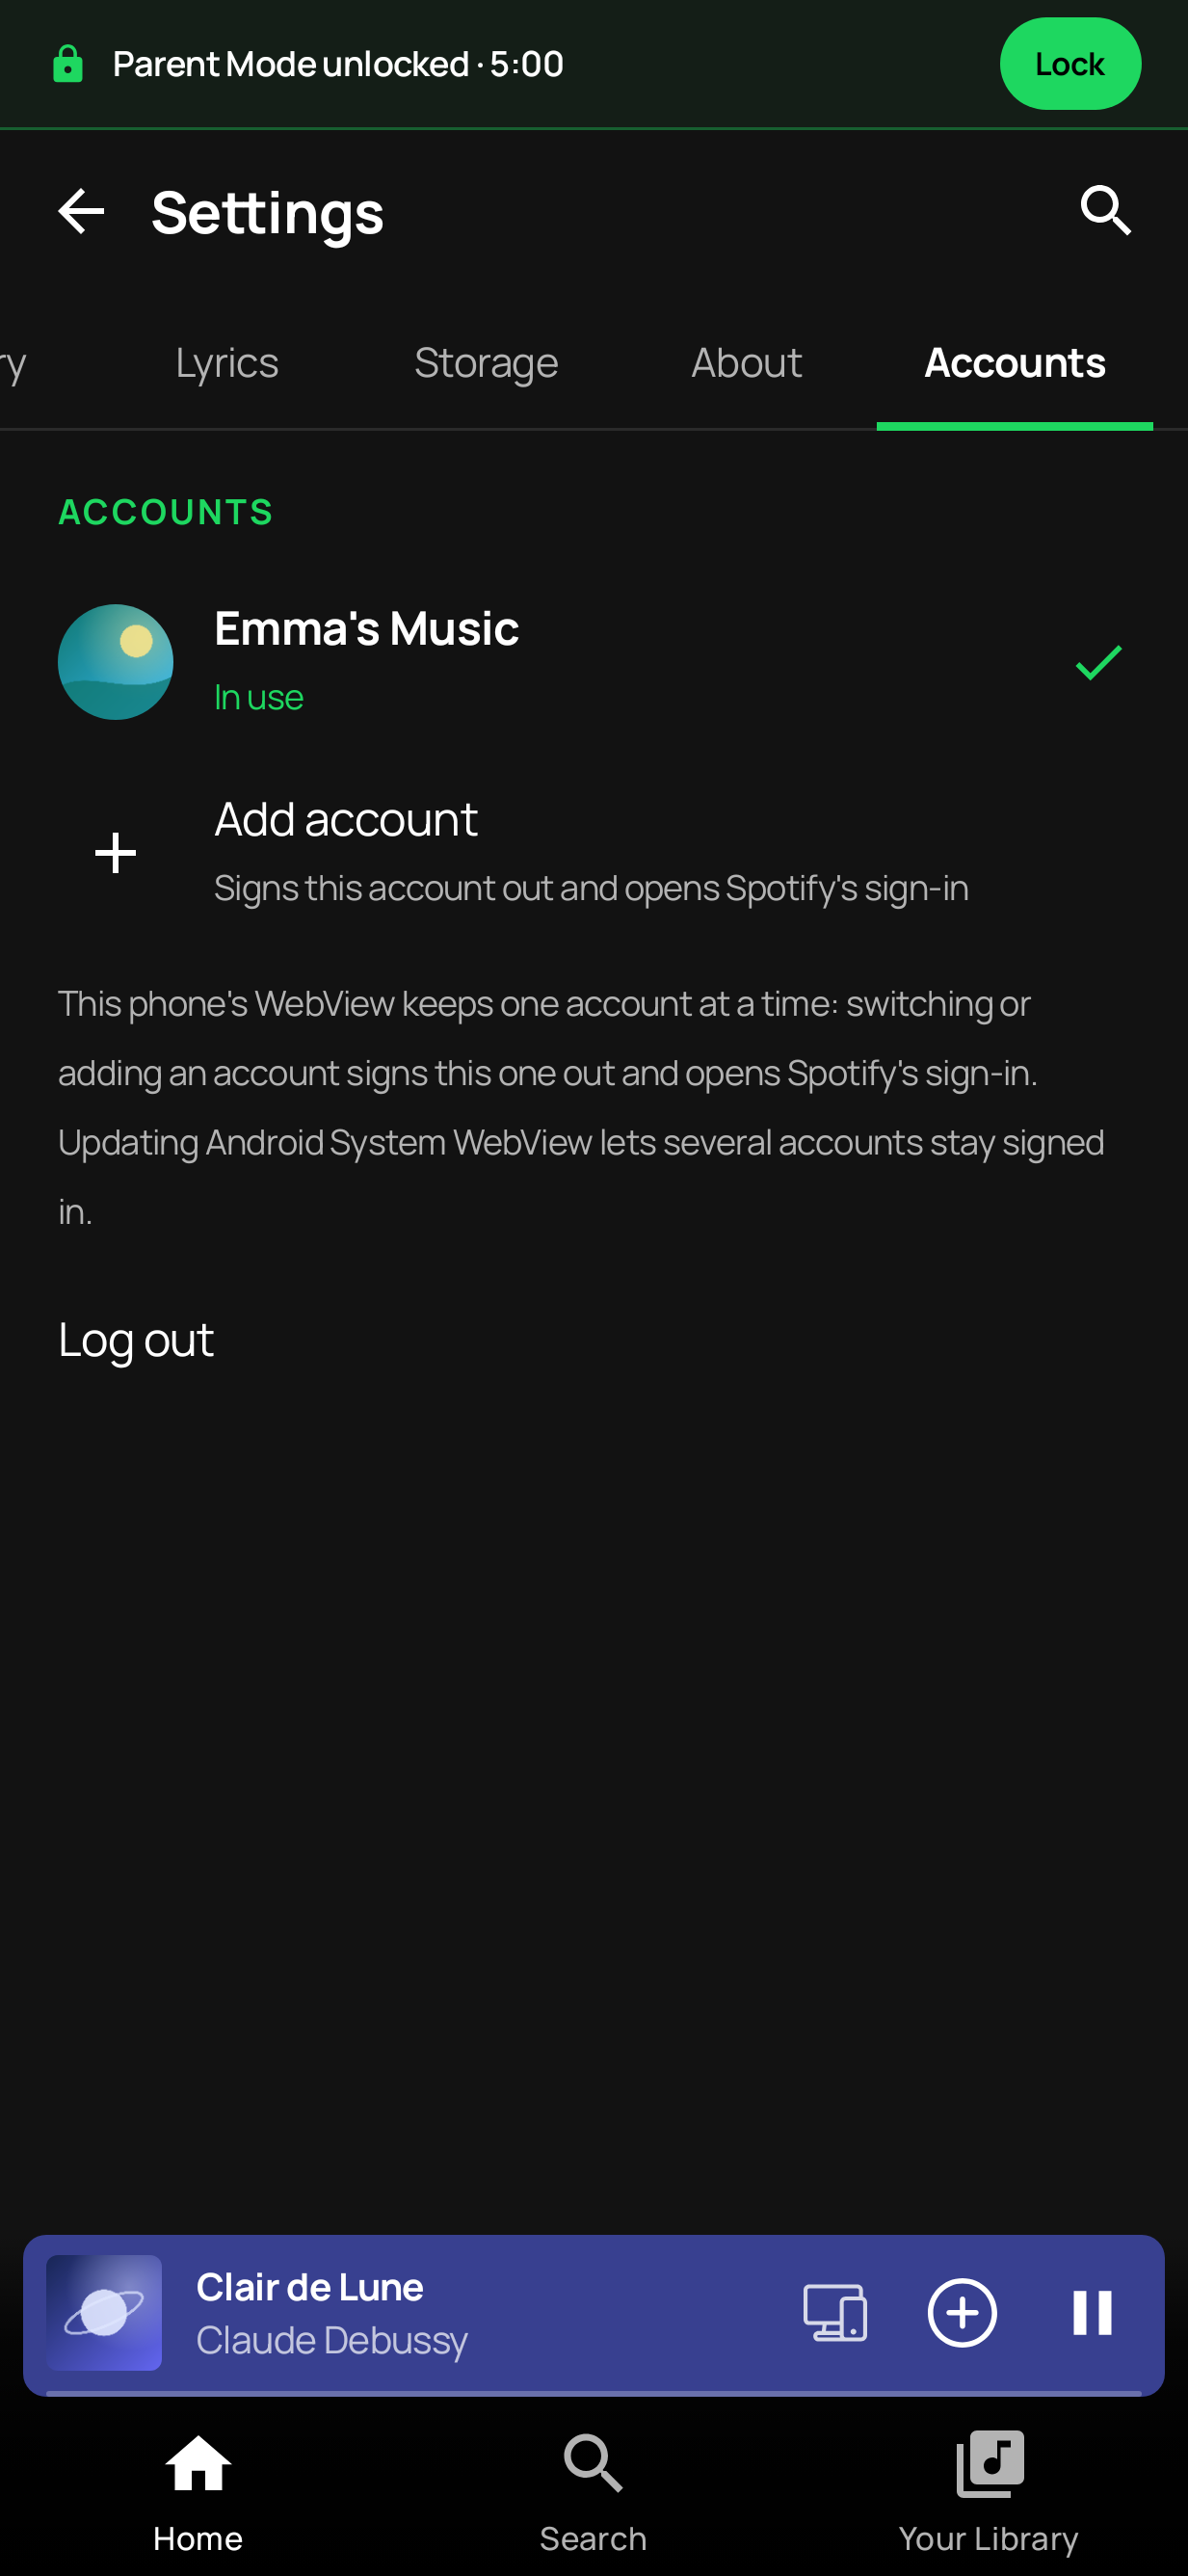 Parent Mode unlocked · 5:00
Lock
Settings
ry
Lyrics
Storage
About
Accounts
ACCOUNTS
Emma's Music
In use
Add account
Signs this account out and opens Spotify's sign-in
This phone's WebView keeps one account at a time: switching or
adding an account signs this one out and opens Spotify's sign-in.
Updating Android System WebView lets several accounts stay signed
in.
Log out
Clair de Lune
Claude Debussy
Home
Search
Your Library